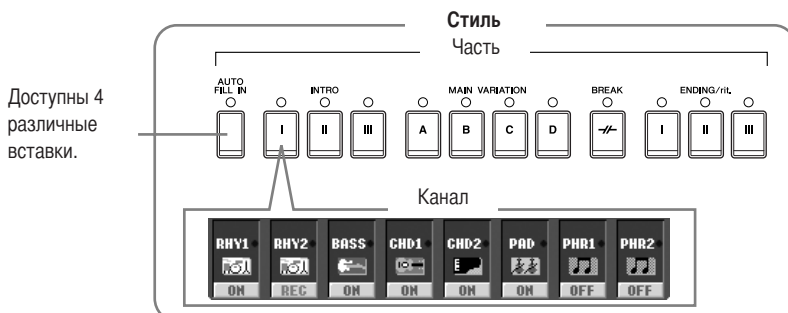 Стиль
Часть
Доступны 4
различные
вставки.
AUTO
FILL IN
INTRO
MAIN VARIATION
BREAK
ENDING/rit.
I II III A B C D I II III
Канал
RHY1 RHY2 BASS CHD1 CHD2 PAD PHR1 PHR2
ON REC ON ON ON ON OFF OFF